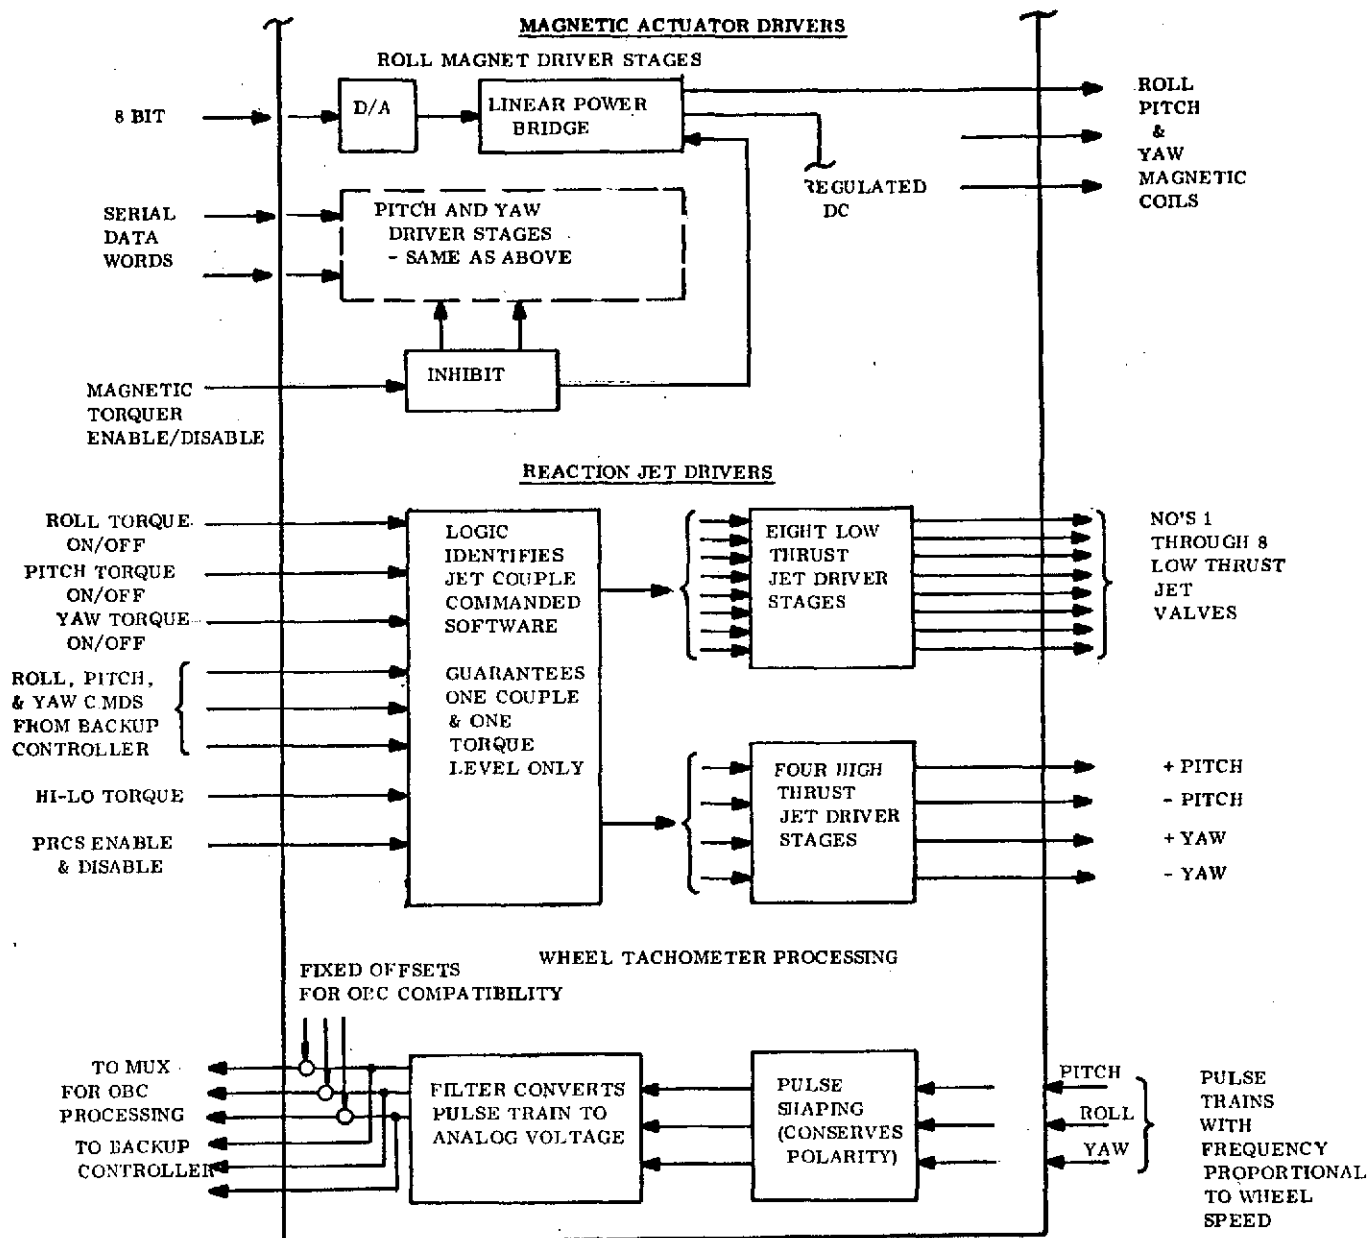 MAGNETIC ACTUATOR DRIVERS
ROLL MAGNET DRIVER STAGES
8 BIT
D/A
LINEAR POWER
BRIDGE
ROLL
PITCH
&
YAW
MAGNETIC
COILS
REGULATED
DC
SERIAL
DATA
WORDS
PITCH AND YAW
DRIVER STAGES
- SAME AS ABOVE
INHIBIT
MAGNETIC
TORQUER
ENABLE/DISABLE
REACTION JET DRIVERS
ROLL TORQUE
ON/OFF
PITCH TORQUE
ON/OFF
YAW TORQUE
ON/OFF
ROLL, PITCH,
& YAW CMDS
FROM BACKUP
CONTROLLER
HI-LO TORQUE
PRCS ENABLE
& DISABLE
LOGIC
IDENTIFIES
JET COUPLE
COMMANDED
SOFTWARE
GUARANTEES
ONE COUPLE
& ONE
TORQUE
LEVEL ONLY
EIGHT LOW
THRUST
JET DRIVER
STAGES
NO'S 1
THROUGH 8
LOW THRUST
JET
VALVES
FOUR HIGH
THRUST
JET DRIVER
STAGES
+ PITCH
- PITCH
+ YAW
- YAW
WHEEL TACHOMETER PROCESSING
FIXED OFFSETS
FOR OBC COMPATIBILITY
TO MUX
FOR OBC
PROCESSING
TO BACKUP
CONTROLLER
FILTER CONVERTS
PULSE TRAIN TO
ANALOG VOLTAGE
PULSE
SHAPING
(CONSERVES
POLARITY)
PITCH
ROLL
YAW
PULSE
TRAINS
WITH
FREQUENCY
PROPORTIONAL
TO WHEEL
SPEED